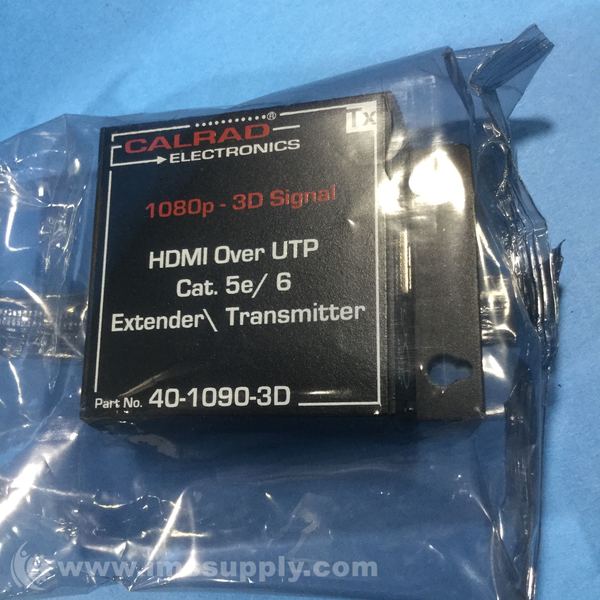 CALRAD®
ELECTRONICS
Tx
1080p - 3D Signal
HDMI Over UTP
Cat. 5e/ 6
Extender\ Transmitter
Part No. 40-1090-3D
www.imssupply.com